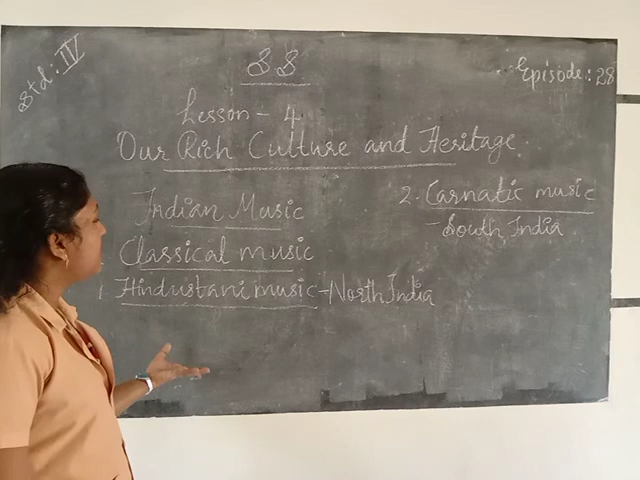 Std: IV
SS
Episode: 28
Lesson - 4
Our Rich Culture and Heritage.
Indian Music
Classical music
1. Hindustani music - North India
2. Carnatic music
- South India